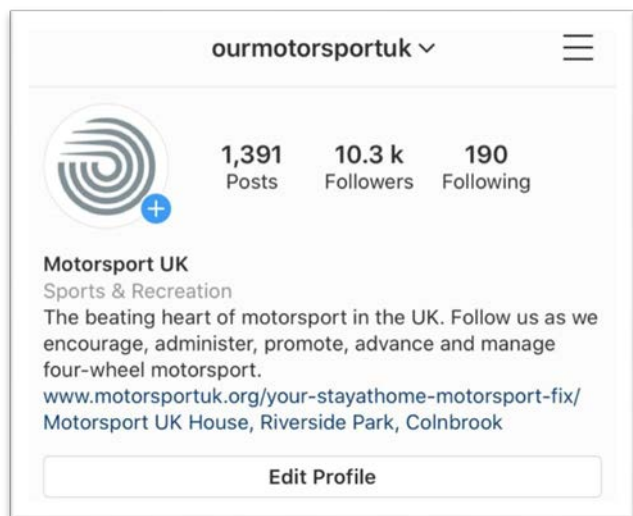 ourmotorsportuk
1,391 10.3 k 190
Posts Followers Following
Motorsport UK
Sports & Recreation
The beating heart of motorsport in the UK. Follow us as we
encourage, administer, promote, advance and manage
four-wheel motorsport.
www.motorsportuk.org/your-stayathome-motorsport-fix/
Motorsport UK House, Riverside Park, Colnbrook
Edit Profile